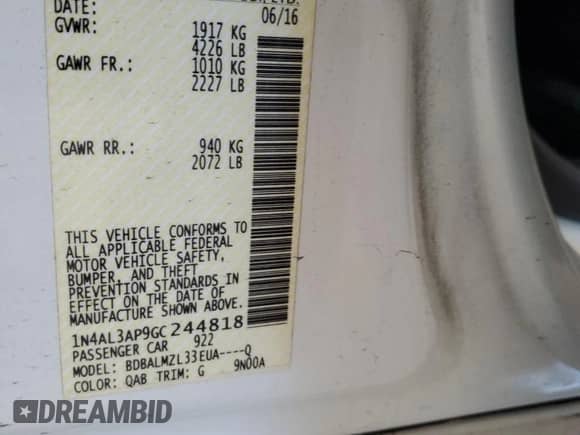 DATE: 06/16
GVWR: 1917 KG
4226 LB
GAWR FR.: 1010 KG
2227 LB
GAWR RR.: 940 KG
2072 LB
THIS VEHICLE CONFORMS TO
ALL APPLICABLE FEDERAL
MOTOR VEHICLE SAFETY,
BUMPER, AND THEFT
PREVENTION STANDARDS IN
EFFECT ON THE DATE OF
MANUFACTURE SHOWN ABOVE.
1N4AL3AP9GC244818
PASSENGER CAR 922
MODEL: BDBALMZL33EUA----Q
COLOR: QAB TRIM: G 9N00A
DREAMBID